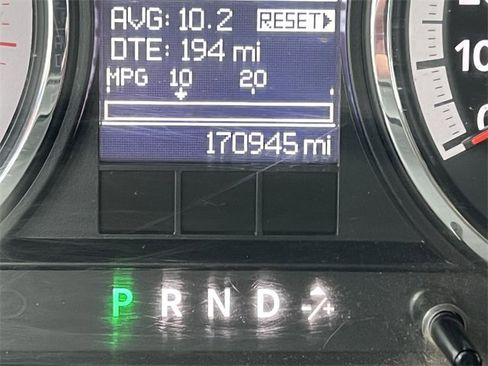 AVG: 10.2 RESET
DTE: 194 mi
MPG 10 20
170945 mi
P R N D -/+